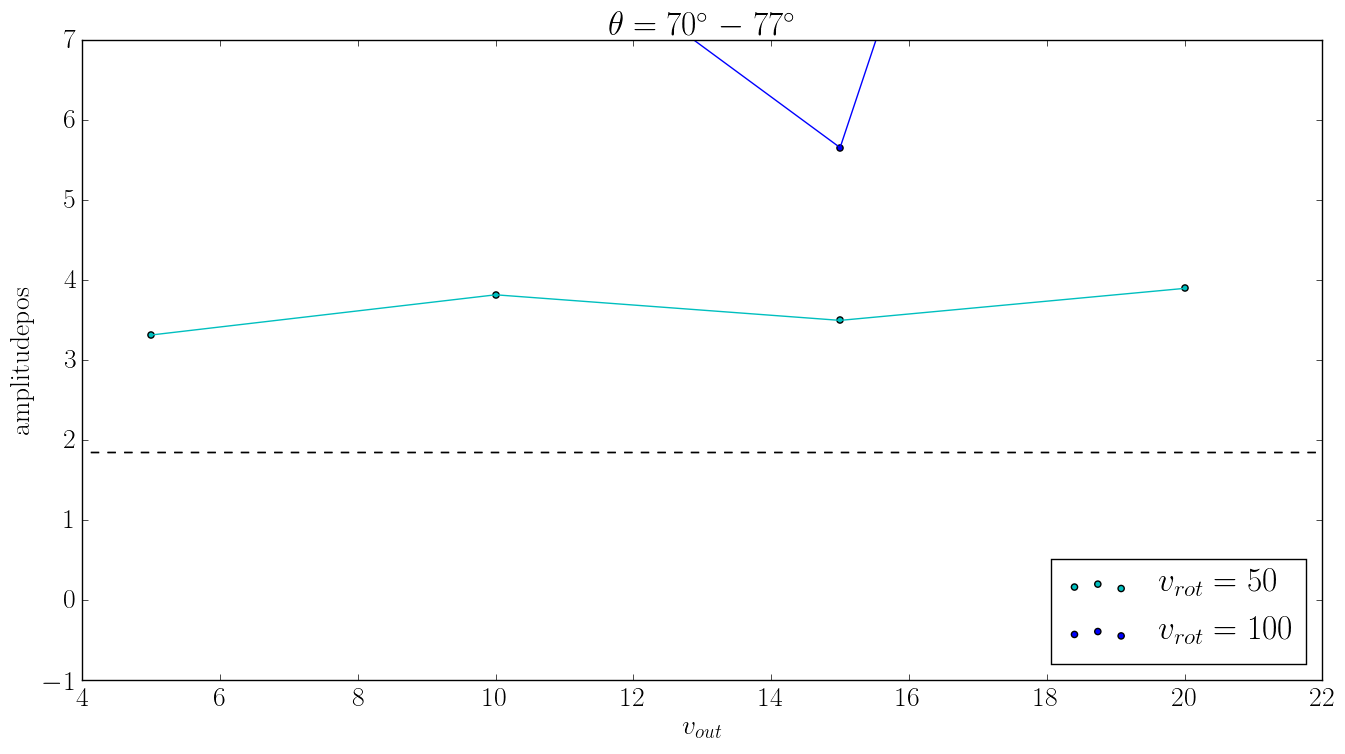 θ = 70° − 77°
7
6
5
4
3
2
1
0
−1
amplitudepos
4 6 8 10 12 14 16 18 20 22
v_out
v_rot = 50
v_rot = 100